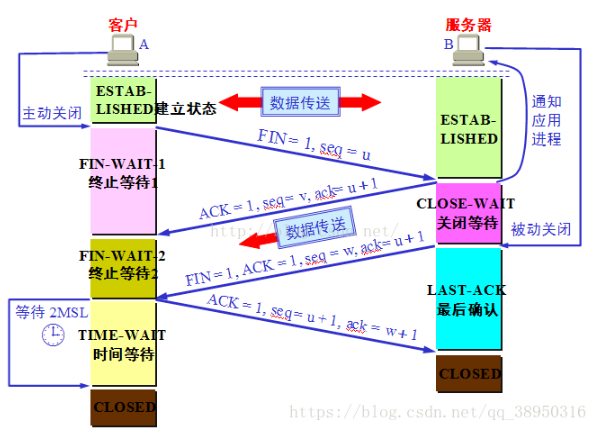 客户
服务器
A
B
主动关闭
ESTAB-
LISHED
建立状态
数据传送
ESTAB-
LISHED
通知
应用
进程
FIN = 1, seq = u
FIN-WAIT-1
终止等待1
ACK = 1, seq= v, ack= u + 1
CLOSE-WAIT
关闭等待
被动关闭
数据传送
FIN-WAIT-2
终止等待2
FIN= 1, ACK = 1, seq = w, ack= u + 1
ACK = 1, seq= u + 1, ack = w + 1
LAST-ACK
最后确认
等待 2MSL
TIME-WAIT
时间等待
CLOSED
CLOSED
https://blog.csdn.net/qq_38950316